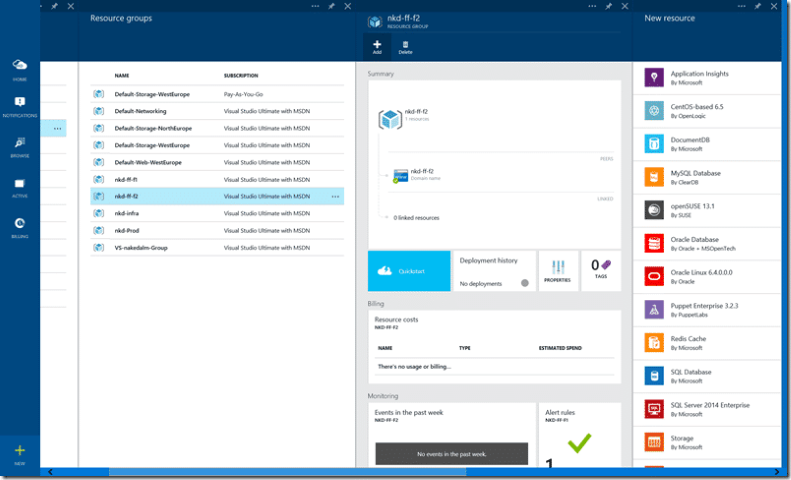 HOME
NOTIFICATIONS
BROWSE
ACTIVE
BILLING
NEW
Resource groups
NAME SUBSCRIPTION
Default-Storage-WestEurope Pay-As-You-Go
Default-Networking Visual Studio Ultimate with MSDN
Default-Storage-NorthEurope Visual Studio Ultimate with MSDN
Default-Storage-WestEurope Visual Studio Ultimate with MSDN
Default-Web-WestEurope Visual Studio Ultimate with MSDN
nkd-ff-f1 Visual Studio Ultimate with MSDN
nkd-ff-f2 Visual Studio Ultimate with MSDN
nkd-infra Visual Studio Ultimate with MSDN
nkd-Prod Visual Studio Ultimate with MSDN
VS-nakedalm-Group Visual Studio Ultimate with MSDN
nkd-ff-f2
RESOURCE GROUP
Add Delete
Summary
nkd-ff-f2
1 resources
PEERS
nkd-ff-f2
Domain name
LINKED
0 linked resources
Quickstart
Deployment history
No deployments
PROPERTIES
0
TAGS
Billing
Resource costs
NKD-FF-F2
NAME TYPE ESTIMATED SPEND
There's no usage or billing...
Monitoring
Events in the past week
NKD-FF-F2
No events in the past week.
Alert rules
NKD-FF-F1
1
New resource
Application Insights
By Microsoft
CentOS-based 6.5
By OpenLogic
DocumentDB
By Microsoft
MySQL Database
By ClearDB
openSUSE 13.1
By SUSE
Oracle Database
By Oracle + MSOpenTech
Oracle Linux 6.4.0.0.0
By Oracle
Puppet Enterprise 3.2.3
By PuppetLabs
Redis Cache
By Microsoft
SQL Database
By Microsoft
SQL Server 2014 Enterprise
By Microsoft
Storage
By Microsoft